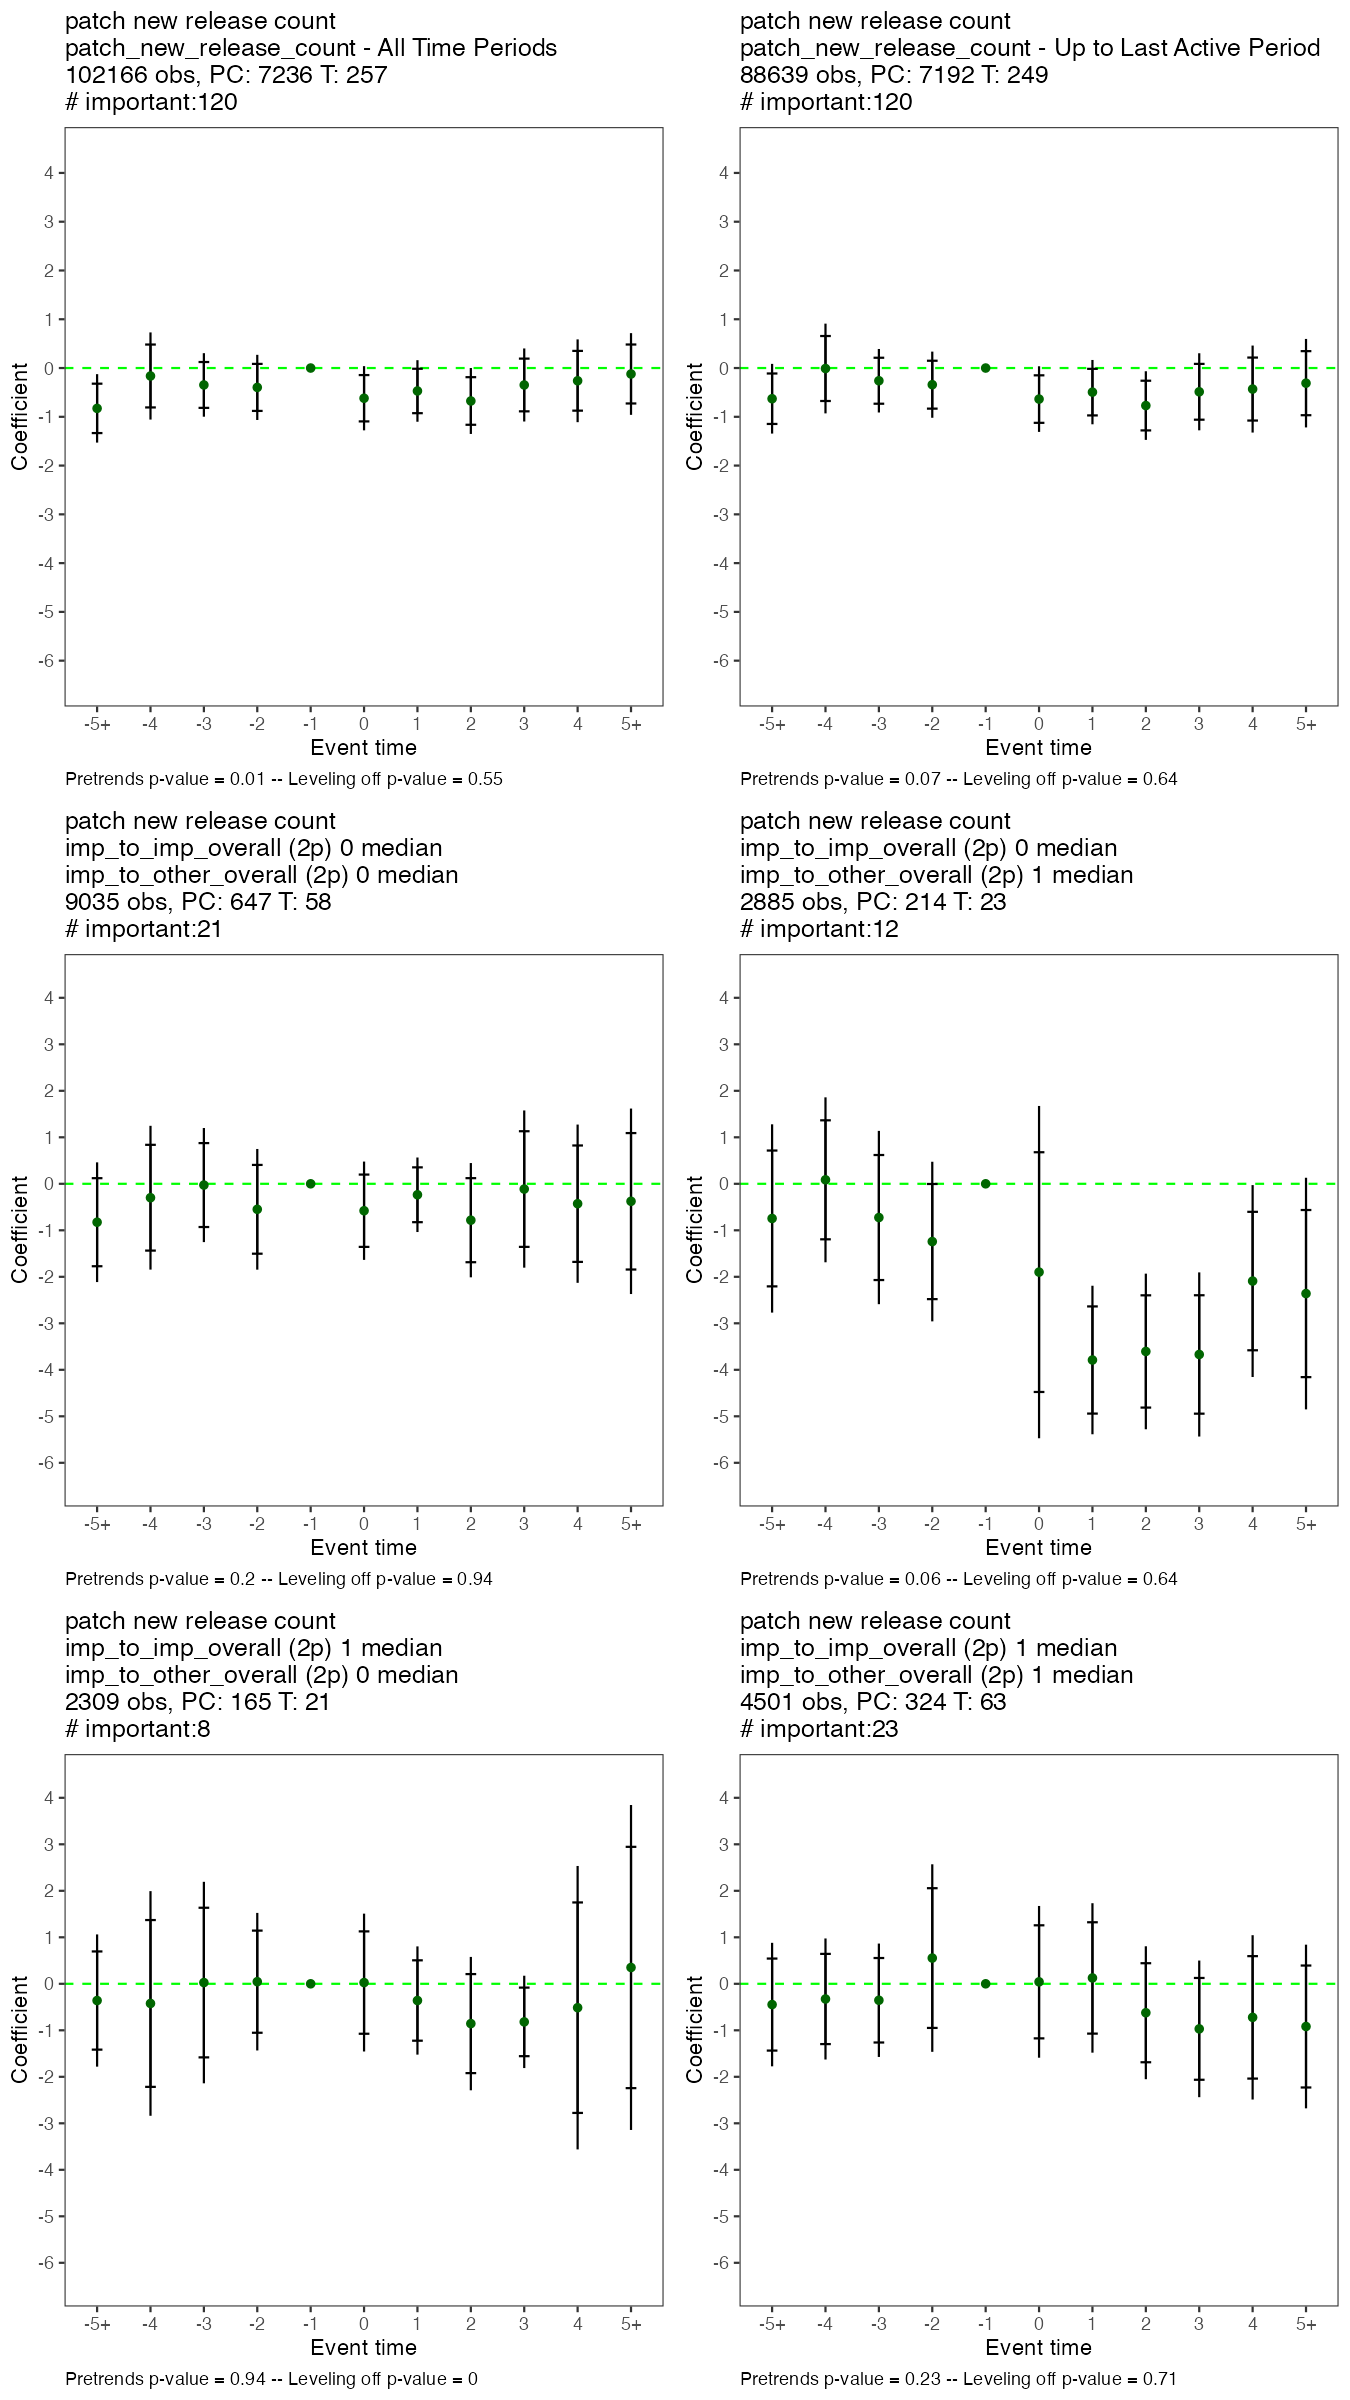 patch new release count
patch_new_release_count - All Time Periods
102166 obs, PC: 7236 T: 257
# important:120
4
3
2
1
0
-1
-2
-3
-4
-5
-6
Coefficient
-5+ -4 -3 -2 -1 0 1 2 3 4 5+
Event time
Pretrends p-value = 0.01 -- Leveling off p-value = 0.55
patch new release count
patch_new_release_count - Up to Last Active Period
88639 obs, PC: 7192 T: 249
# important:120
4
3
2
1
0
-1
-2
-3
-4
-5
-6
Coefficient
-5+ -4 -3 -2 -1 0 1 2 3 4 5+
Event time
Pretrends p-value = 0.07 -- Leveling off p-value = 0.64
patch new release count
imp_to_imp_overall (2p) 0 median
imp_to_other_overall (2p) 0 median
9035 obs, PC: 647 T: 58
# important:21
4
3
2
1
0
-1
-2
-3
-4
-5
-6
Coefficient
-5+ -4 -3 -2 -1 0 1 2 3 4 5+
Event time
Pretrends p-value = 0.2 -- Leveling off p-value = 0.94
patch new release count
imp_to_imp_overall (2p) 0 median
imp_to_other_overall (2p) 1 median
2885 obs, PC: 214 T: 23
# important:12
4
3
2
1
0
-1
-2
-3
-4
-5
-6
Coefficient
-5+ -4 -3 -2 -1 0 1 2 3 4 5+
Event time
Pretrends p-value = 0.06 -- Leveling off p-value = 0.64
patch new release count
imp_to_imp_overall (2p) 1 median
imp_to_other_overall (2p) 0 median
2309 obs, PC: 165 T: 21
# important:8
4
3
2
1
0
-1
-2
-3
-4
-5
-6
Coefficient
-5+ -4 -3 -2 -1 0 1 2 3 4 5+
Event time
Pretrends p-value = 0.94 -- Leveling off p-value = 0
patch new release count
imp_to_imp_overall (2p) 1 median
imp_to_other_overall (2p) 1 median
4501 obs, PC: 324 T: 63
# important:23
4
3
2
1
0
-1
-2
-3
-4
-5
-6
Coefficient
-5+ -4 -3 -2 -1 0 1 2 3 4 5+
Event time
Pretrends p-value = 0.23 -- Leveling off p-value = 0.71